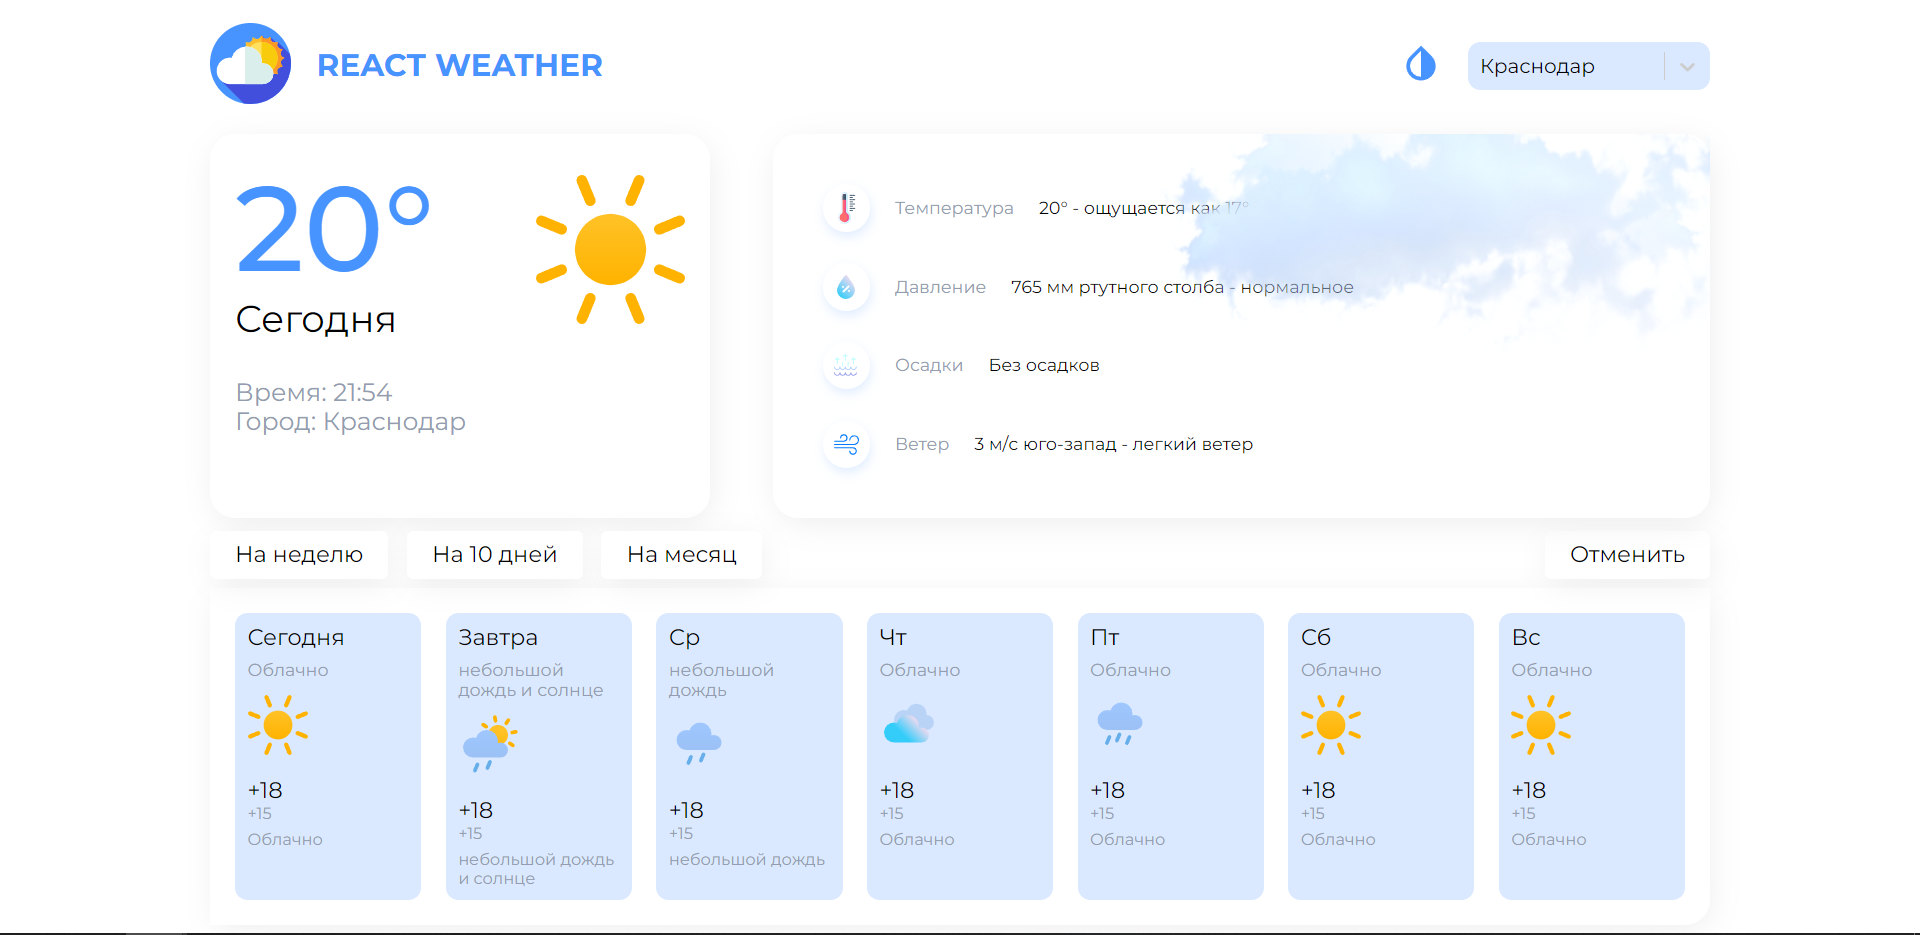 REACT WEATHER
Краснодар
20°
Сегодня
Время: 21:54
Город: Краснодар
Температура 20° - ощущается как 17°
Давление 765 мм ртутного столба - нормальное
Осадки Без осадков
Ветер 3 м/с юго-запад - легкий ветер
На неделю
На 10 дней
На месяц
Отменить
Сегодня
Облачно
+18
+15
Облачно
Завтра
небольшой
дождь и солнце
+18
+15
небольшой дождь
и солнце
Ср
небольшой
дождь
+18
+15
небольшой дождь
Чт
Облачно
+18
+15
Облачно
Пт
Облачно
+18
+15
Облачно
Сб
Облачно
+18
+15
Облачно
Вс
Облачно
+18
+15
Облачно